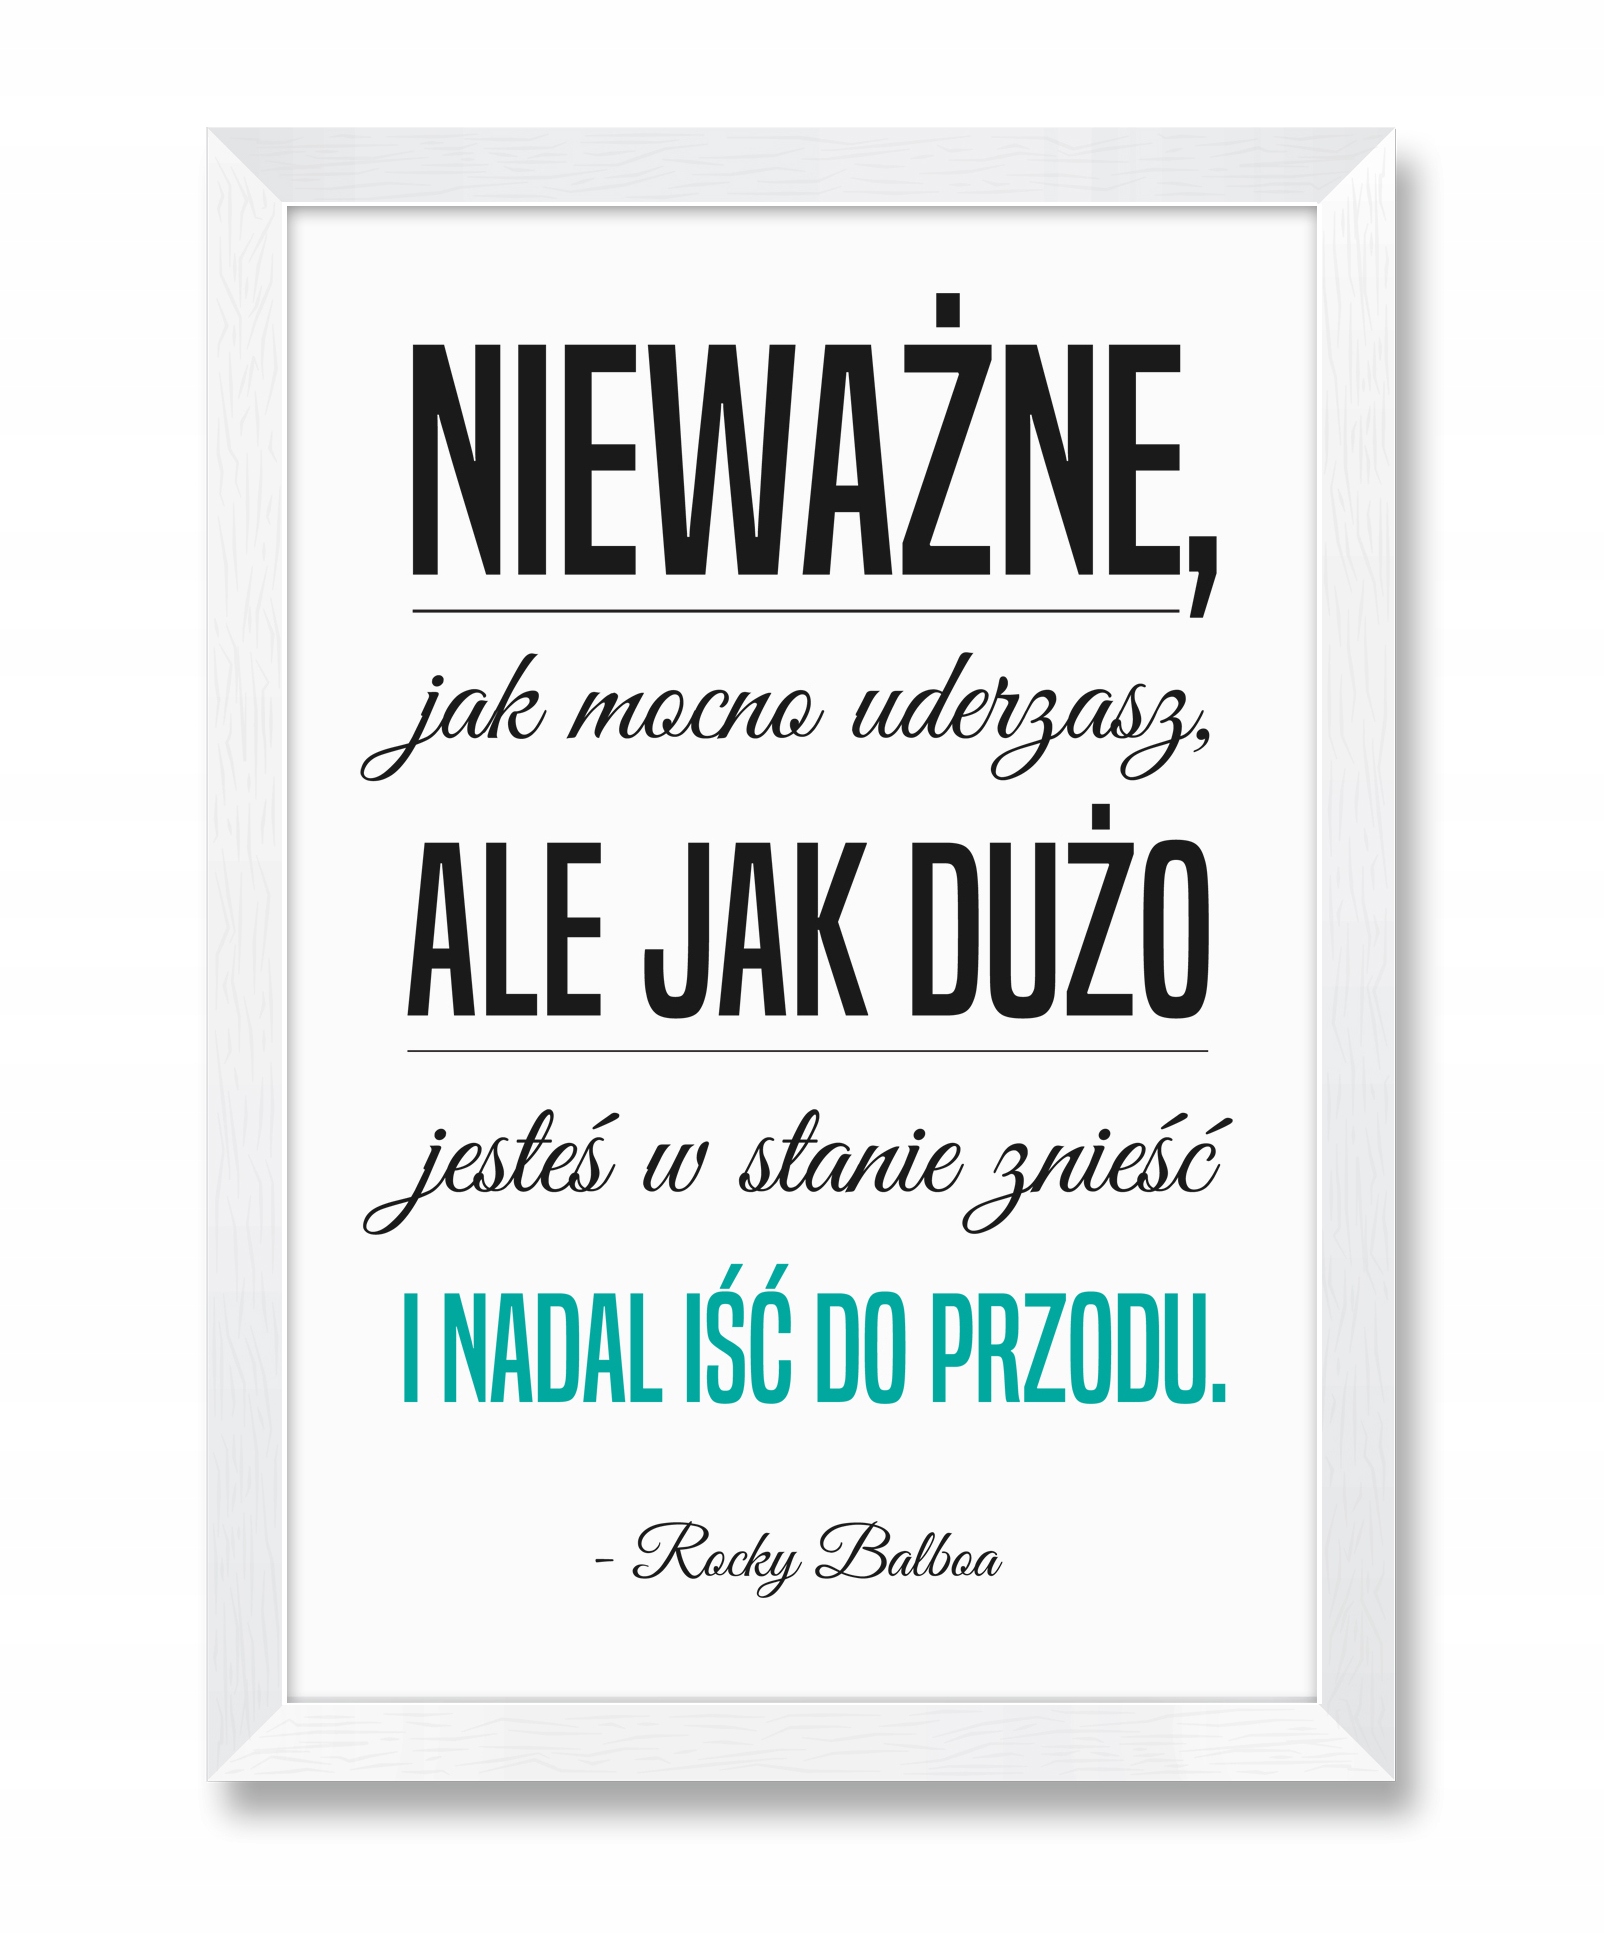 NIEWAŻNE,
jak mocno uderzasz,
ALE JAK DUŻO
jesteś w stanie znieść
I NADAL IŚĆ DO PRZODU.
- Rocky Balboa